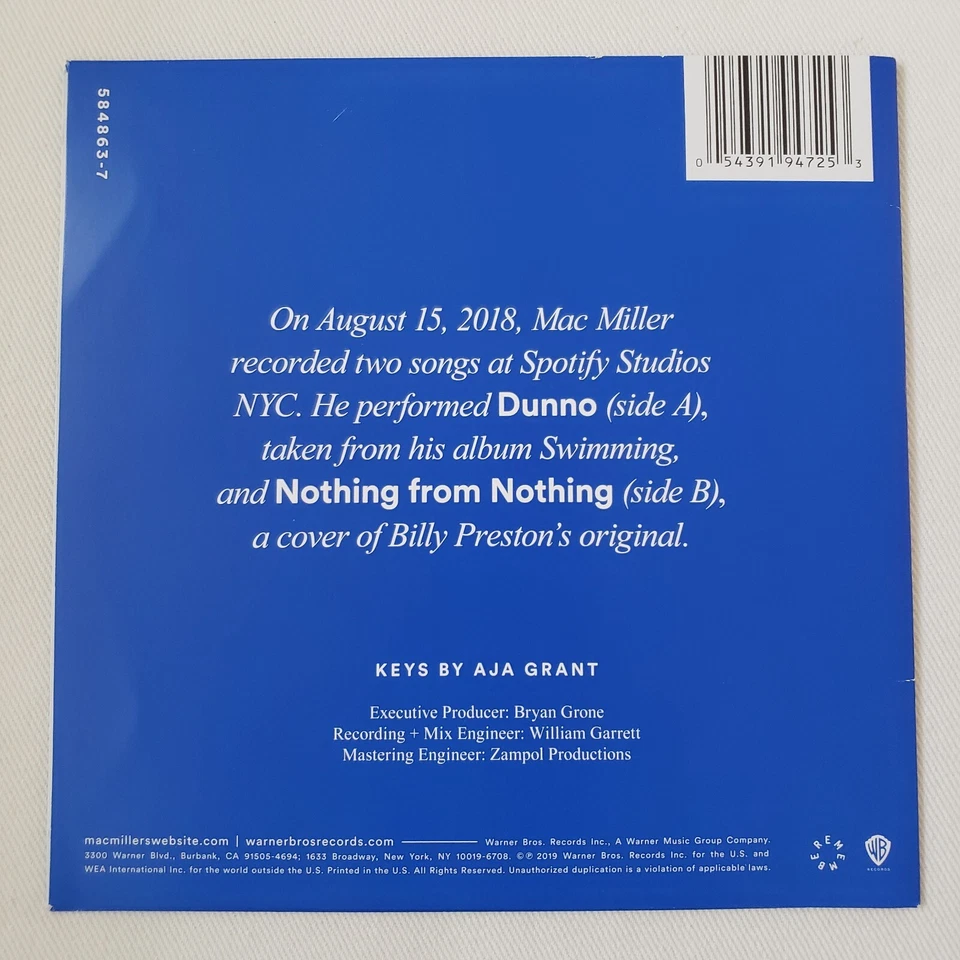 584863-7
0 54391 94725 3
On August 15, 2018, Mac Miller
recorded two songs at Spotify Studios
NYC. He performed Dunno (side A),
taken from his album Swimming,
and Nothing from Nothing (side B),
a cover of Billy Preston's original.
KEYS BY AJA GRANT
Executive Producer: Bryan Grone
Recording + Mix Engineer: William Garrett
Mastering Engineer: Zampol Productions
macmillerswebsite.com | warnerbrosrecords.com Warner Bros. Records Inc., A Warner Music Group Company.
3300 Warner Blvd., Burbank, CA 91505-4694; 1633 Broadway, New York, NY 10019-6708. ©℗ 2019 Warner Bros. Records Inc. for the U.S. and
WEA International Inc. for the world outside the U.S. Printed in the U.S. All Rights Reserved. Unauthorized duplication is a violation of applicable laws.
REMEMBER
WB
RECORDS